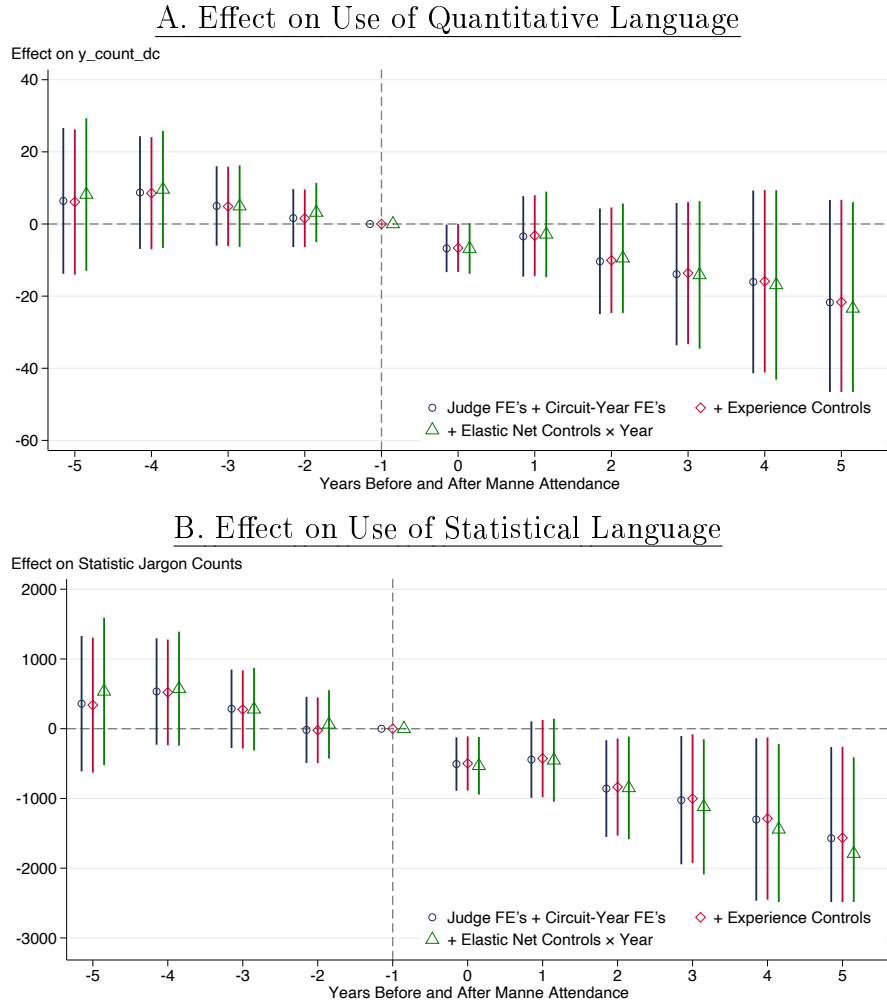 A. Effect on Use of Quantitative Language
Effect on y_count_dc
40
20
0
-20
-40
-60
Judge FE's + Circuit-Year FE's + Experience Controls
+ Elastic Net Controls × Year
-5 -4 -3 -2 -1 0 1 2 3 4 5
Years Before and After Manne Attendance
B. Effect on Use of Statistical Language
Effect on Statistic Jargon Counts
2000
1000
0
-1000
-2000
-3000
Judge FE's + Circuit-Year FE's + Experience Controls
+ Elastic Net Controls × Year
-5 -4 -3 -2 -1 0 1 2 3 4 5
Years Before and After Manne Attendance